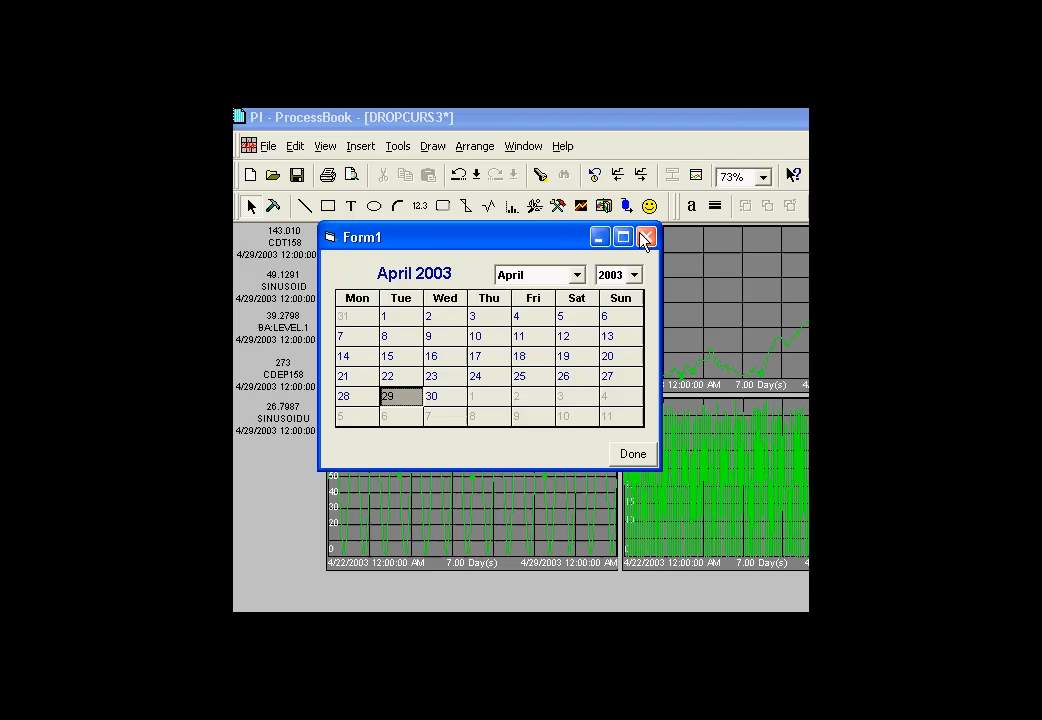 PI - ProcessBook - [DROPCURS3*]
File Edit View Insert Tools Draw Arrange Window Help
73%
T 12.3 a
143.010
CDT158
4/29/2003 12:00:00
49.1291
SINUSOID
4/29/2003 12:00:00
39.2798
BA:LEVEL.1
4/29/2003 12:00:00
273
CDEP158
4/29/2003 12:00:00
26.7987
SINUSOIDU
4/29/2003 12:00:00
Form1
April 2003 April 2003
Mon Tue Wed Thu Fri Sat Sun
31 1 2 3 4 5 6
7 8 9 10 11 12 13
14 15 16 17 18 19 20
21 22 23 24 25 26 27
28 29 30 1 2 3 4
5 6 7 8 9 10 11
Done
12:00:00 AM 7.00 Day(s) 4
50
40
30
20
0
4/22/2003 12:00:00 AM 7.00 Day(s) 4/29/2003 12:00:00 AM
15
10
4/22/2003 12:00:00 AM 7.00 Day(s) 4